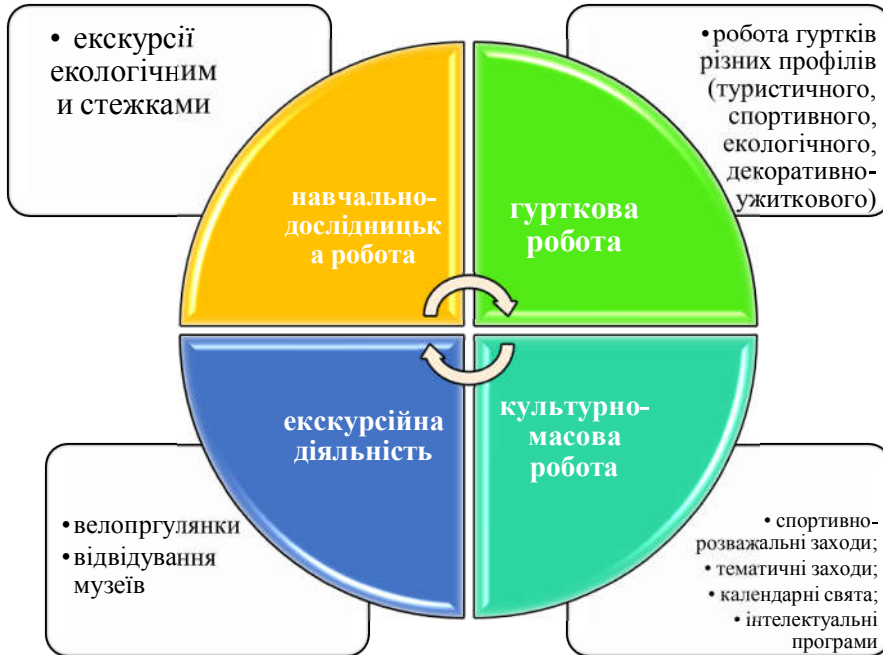 • екскурсії
екологічним
и стежками
•робота гуртків
різних профілів
(туристичного,
спортивного,
екологічного,
декоративно-
ужиткового)
навчально-
дослідницьк
а робота
гурткова
робота
екскурсійна
діяльність
культурно-
масова
робота
•велопргулянки
•відвідування
музеїв
• спортивно-
розважальні заходи;
• тематичні заходи;
• календарні свята;
• інтелектуальні
програми